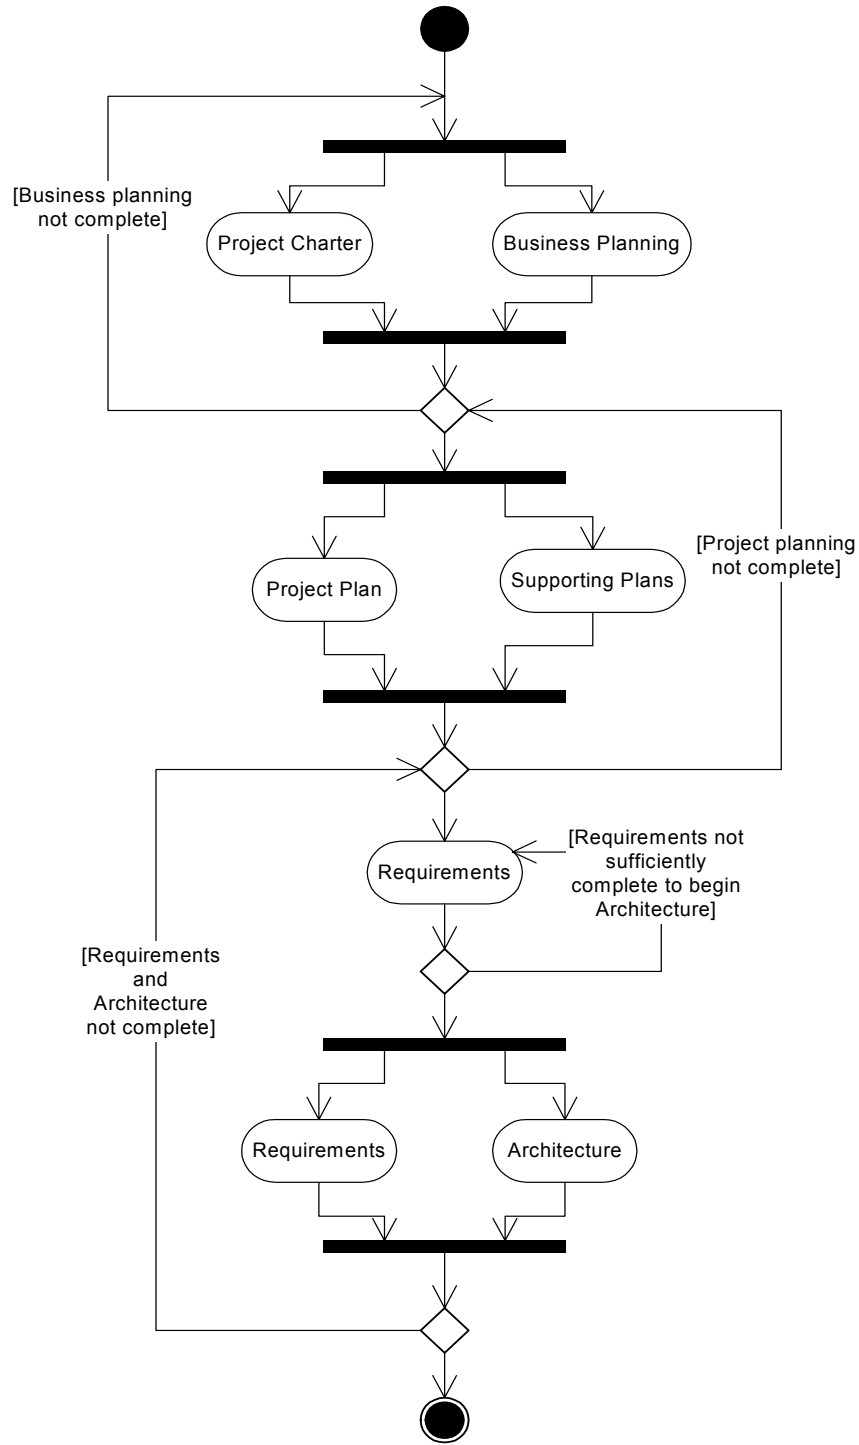 [Business planning
not complete]
Project Charter
Business Planning
[Project planning
not complete]
Project Plan
Supporting Plans
[Requirements not
sufficiently
complete to begin
Architecture]
Requirements
[Requirements
and
Architecture
not complete]
Requirements
Architecture